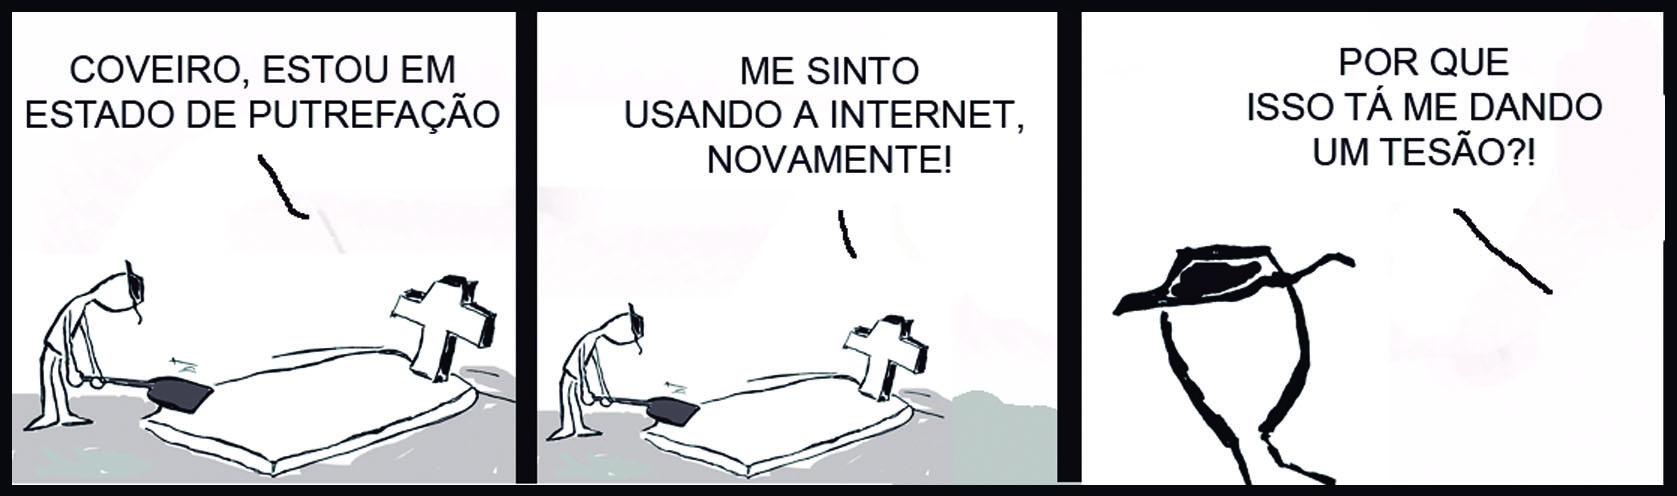 COVEIRO, ESTOU EM
ESTADO DE PUTREFAÇÃO
ME SINTO
USANDO A INTERNET,
NOVAMENTE!
POR QUE
ISSO TÁ ME DANDO
UM TESÃO?!